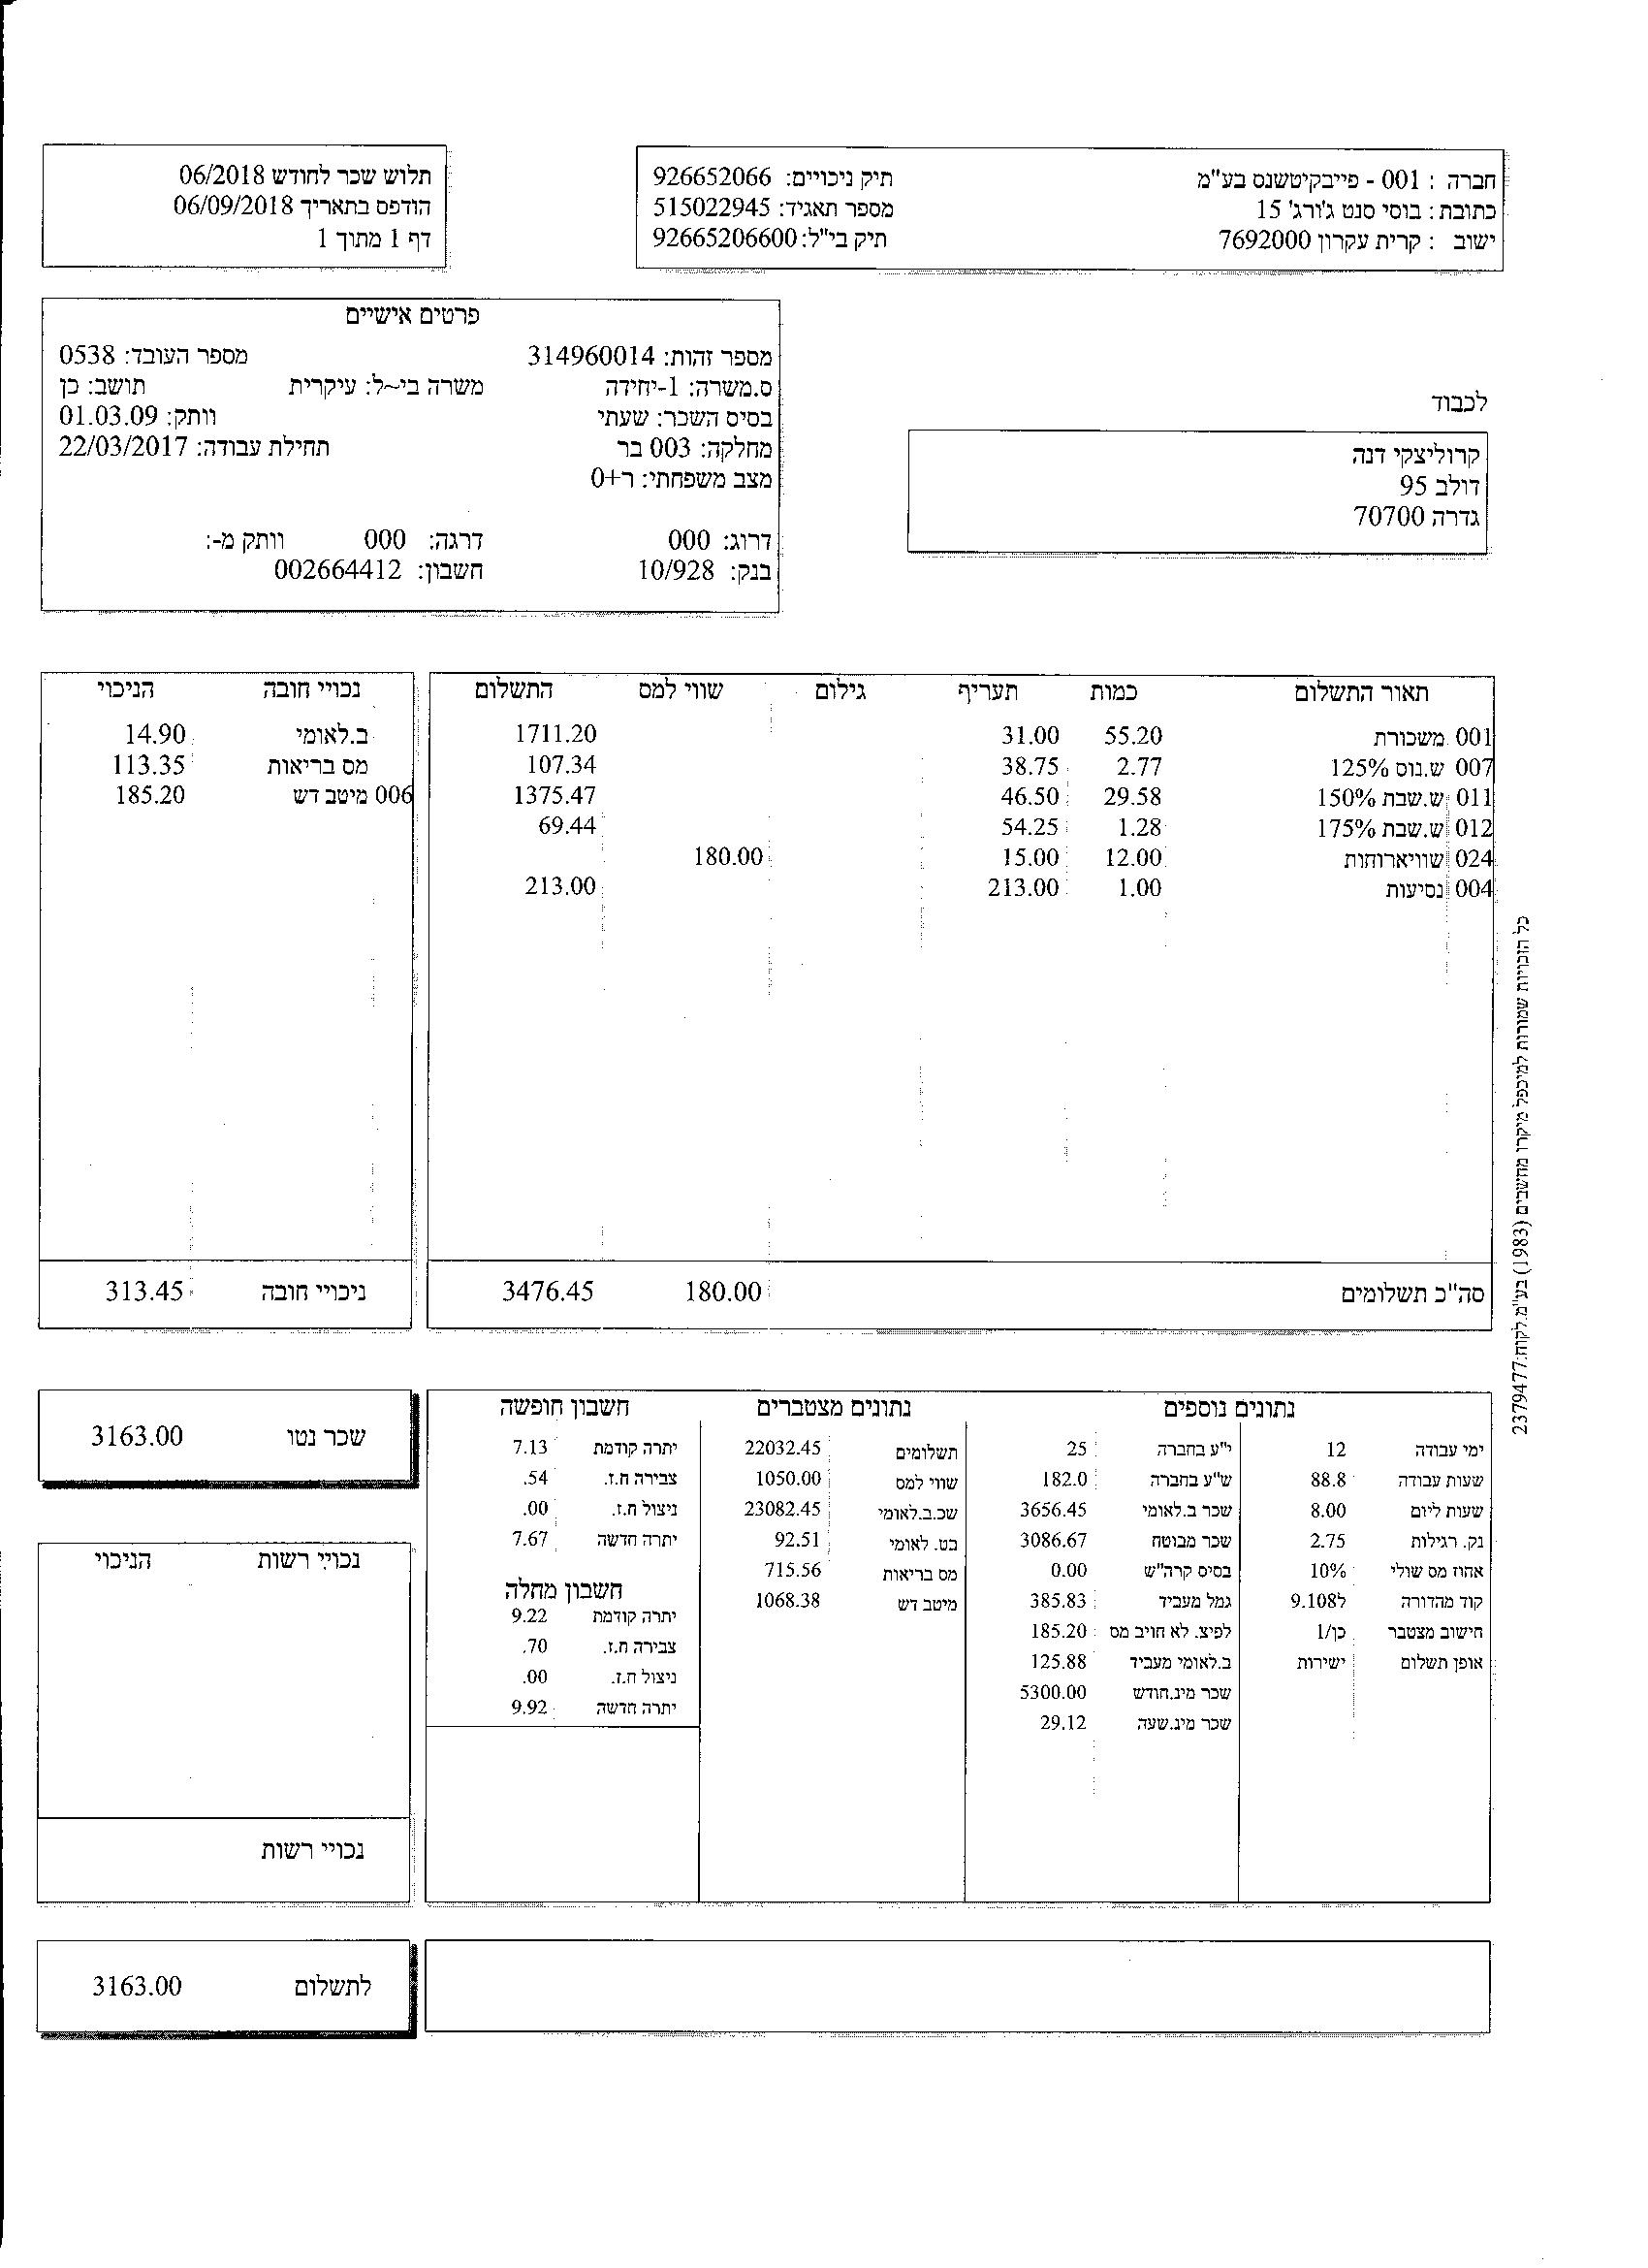 חברה : 001 - פייבקיטשנס בע"מ תיק ניכויים: 926652066
כתובת : בוסי סנט ג'ורג' 15 מספר תאגיד: 515022945
ישוב : קרית עקרון 7692000 תיק בי"ל: 92665206600
תלוש שכר לחודש 06/2018
הודפס בתאריך 06/09/2018
דף 1 מתוך 1
פרטים אישיים
מספר זהות: 314960014 מספר העובד: 0538
ס.משרה: 1-יחידה משרה בי~ל: עיקרית תושב: כן
בסיס השכר: שעתי וותק: 01.03.09
מחלקה: 003 בר תחילת עבודה: 22/03/2017
מצב משפחתי: ר+0
דרוג: 000 דרגה: 000 וותק מ-:
בנק: 10/928 חשבון: 002664412
לכבוד
קרוליצקי דנה
דולב 95
גדרה 70700
תאור התשלום כמות תעריף גילום שווי למס התשלום
001 משכורת 55.20 31.00 1711.20
007 ש.נוס 125% 2.77 38.75 107.34
011 ש.שבת 150% 29.58 46.50 1375.47
012 ש.שבת 175% 1.28 54.25 69.44
024 שוויארוחות 12.00 15.00 180.00
004 נסיעות 1.00 213.00 213.00
סה"כ תשלומים 180.00 3476.45
נכויי חובה הניכוי
ב.לאומי 14.90
מס בריאות 113.35
006 מיטב דש 185.20
ניכויי חובה 313.45
כל הזכויות שמורות למיכפל מיקרו מחשבים (1983) בע"מ.לקוח:2379477
נתונים נוספים
ימי עבודה 12 י"ע בחברה 25
שעות עבודה 88.8 ש"ע בחברה 182.0
שעות ליום 8.00 שכר ב.לאומי 3656.45
נק. רגילות 2.75 שכר מבוטח 3086.67
אחוז מס שולי 10% בסיס קרה"ש 0.00
קוד מהדורה ל9.108 גמל מעביד 385.83
חישוב מצטבר כן/1 לפיצ. לא חויב מס 185.20
אופן תשלום ישירות ב.לאומי מעביד 125.88
שכר מינ.חודש 5300.00
שכר מינ.שעה 29.12
נתונים מצטברים
תשלומים 22032.45
שווי למס 1050.00
שכ.ב.לאומי 23082.45
בט. לאומי 92.51
מס בריאות 715.56
מיטב דש 1068.38
חשבון חופשה
יתרה קודמת 7.13
צבירה ח.ז. .54
ניצול ח.ז. .00
יתרה חדשה 7.67
חשבון מחלה
יתרה קודמת 9.22
צבירה ח.ז. .70
ניצול ח.ז. .00
יתרה חדשה 9.92
שכר נטו 3163.00
נכויי רשות הניכוי
נכויי רשות
לתשלום 3163.00